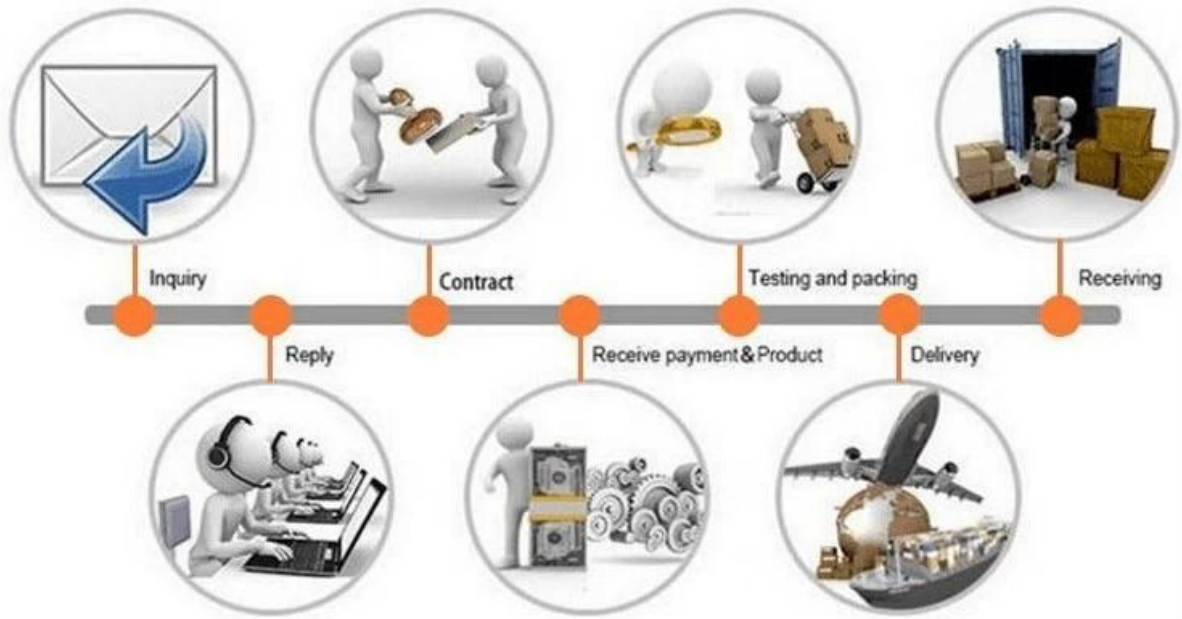 Inquiry
Reply
Contract
Receive payment & Product
Testing and packing
Delivery
Receiving